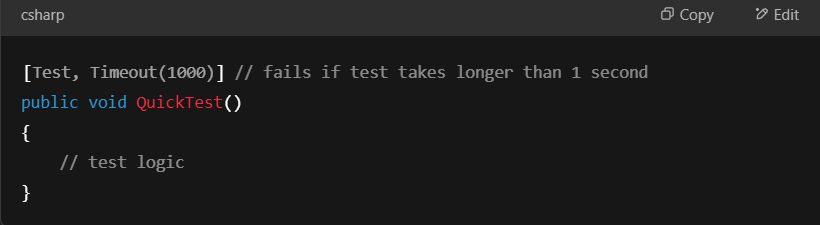 csharp Copy Edit
[Test, Timeout(1000)] // fails if test takes longer than 1 second
public void QuickTest()
{
    // test logic
}